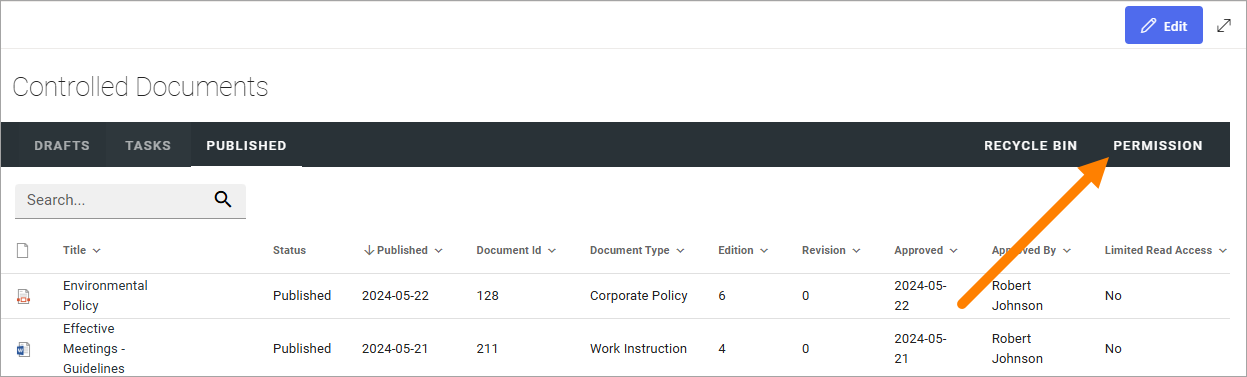 Edit
Controlled Documents
DRAFTS TASKS PUBLISHED RECYCLE BIN PERMISSION
Search...
Title Status Published Document Id Document Type Edition Revision Approved Approved By Limited Read Access
Environmental
Policy
Published 2024-05-22 128 Corporate Policy 6 0
2024-05-
22
Robert
Johnson
No
Effective
Meetings -
Guidelines
Published 2024-05-21 211 Work Instruction 4 0
2024-05-
21
Robert
Johnson
No